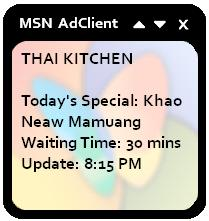 MSN AdClient
THAI KITCHEN
Today's Special: Khao
Neaw Mamuang
Waiting Time: 30 mins
Update: 8:15 PM